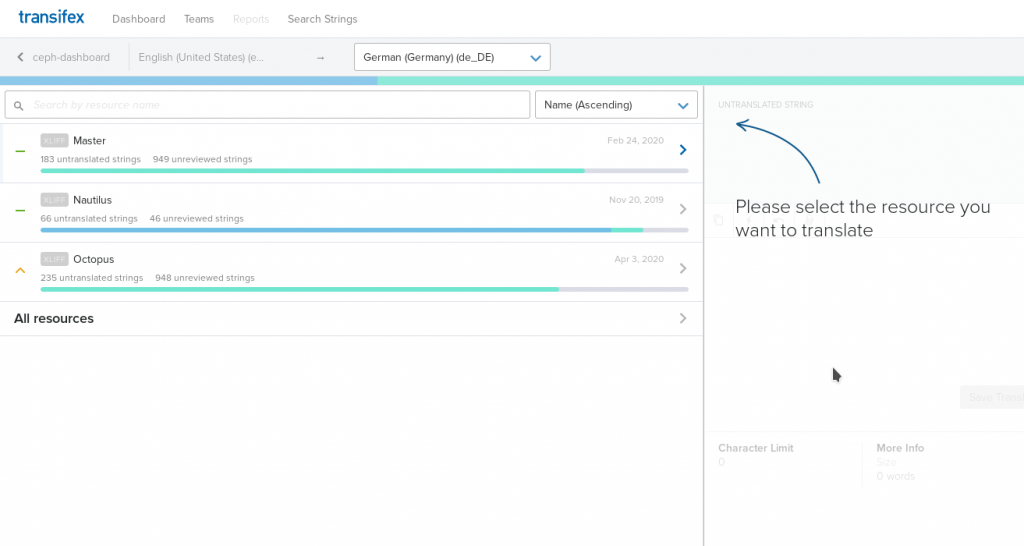 transifex
Dashboard Teams Reports Search Strings
ceph-dashboard English (United States) (e... → German (Germany) (de_DE)
Search by resource name Name (Ascending)
UNTRANSLATED STRING
XLIFF Master Feb 24, 2020
183 untranslated strings 949 unreviewed strings
XLIFF Nautilus Nov 20, 2019
66 untranslated strings 46 unreviewed strings
Please select the resource you
want to translate
XLIFF Octopus Apr 3, 2020
235 untranslated strings 948 unreviewed strings
All resources
Save Transl
Character Limit More Info
0 Size:
0 words